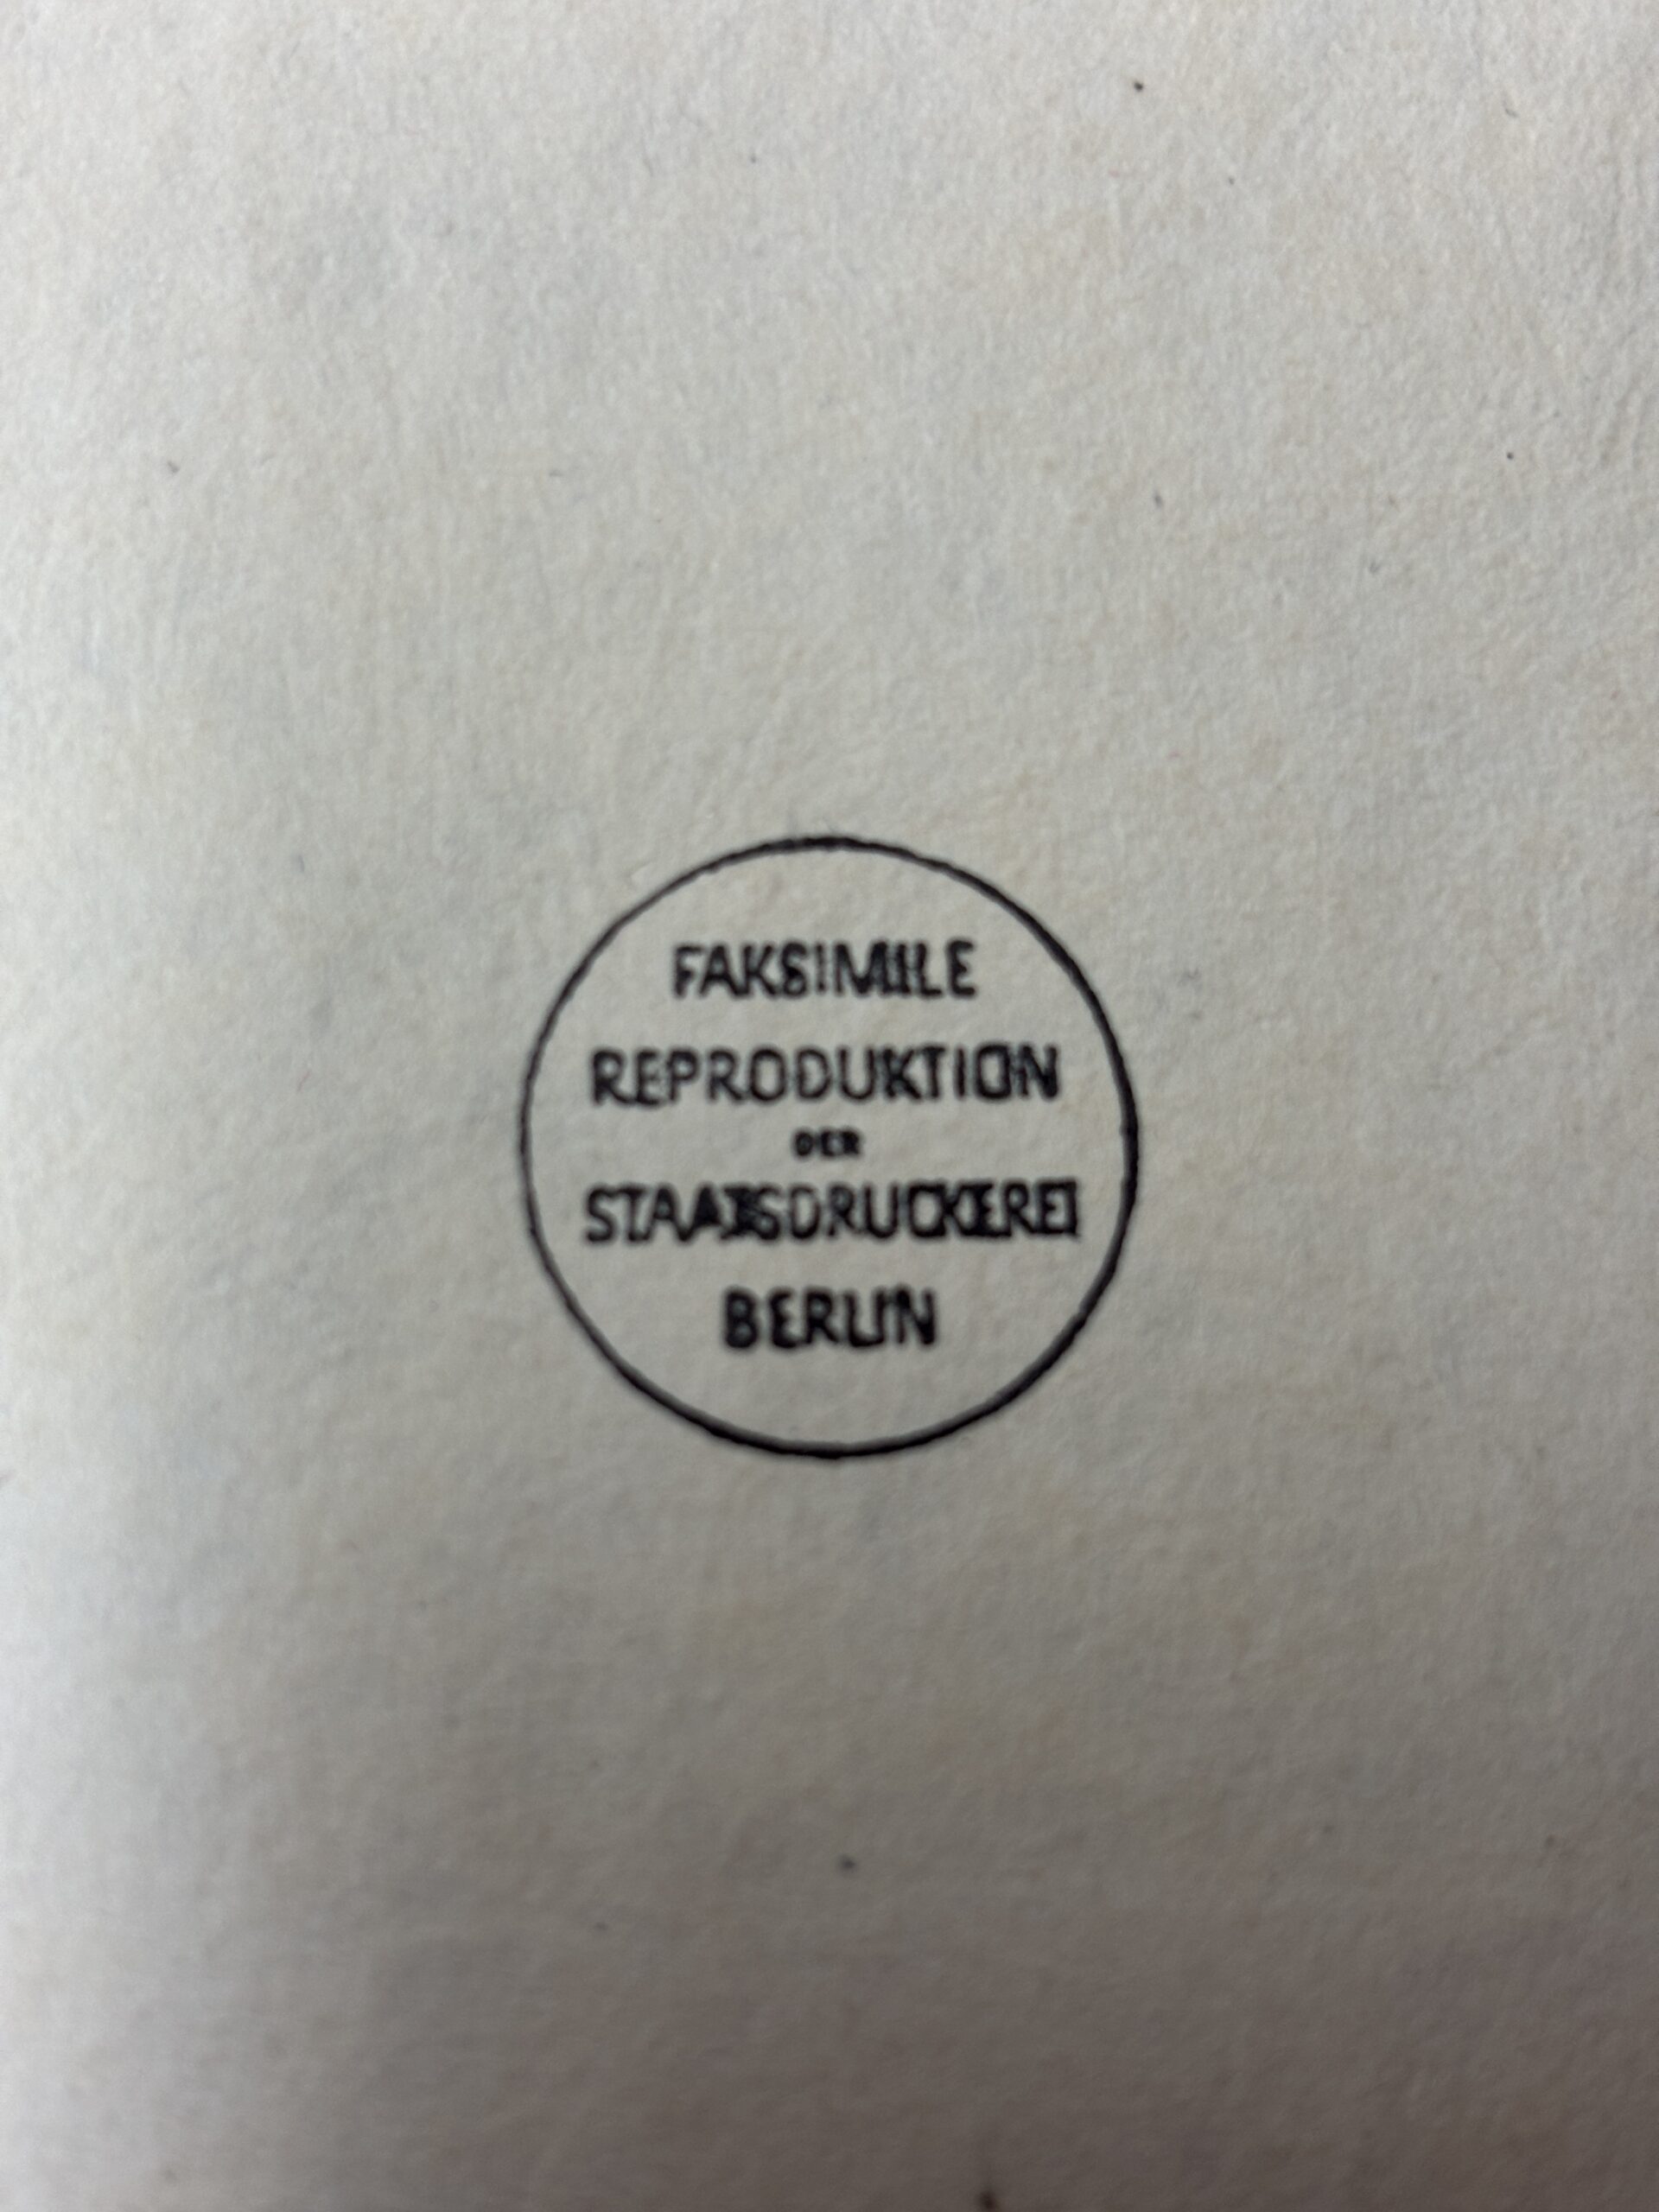 FAKSIMILE
REPRODUKTION
DER
STAATSDRUCKEREI
BERLIN